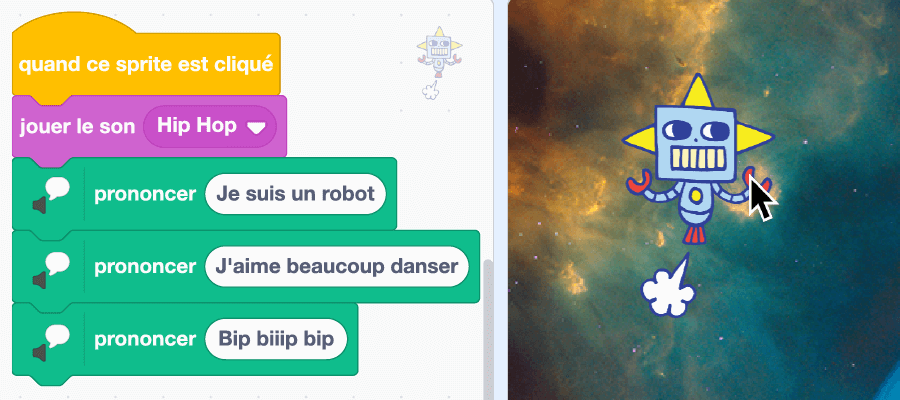 quand ce sprite est cliqué
jouer le son Hip Hop
prononcer Je suis un robot
prononcer J'aime beaucoup danser
prononcer Bip biiip bip